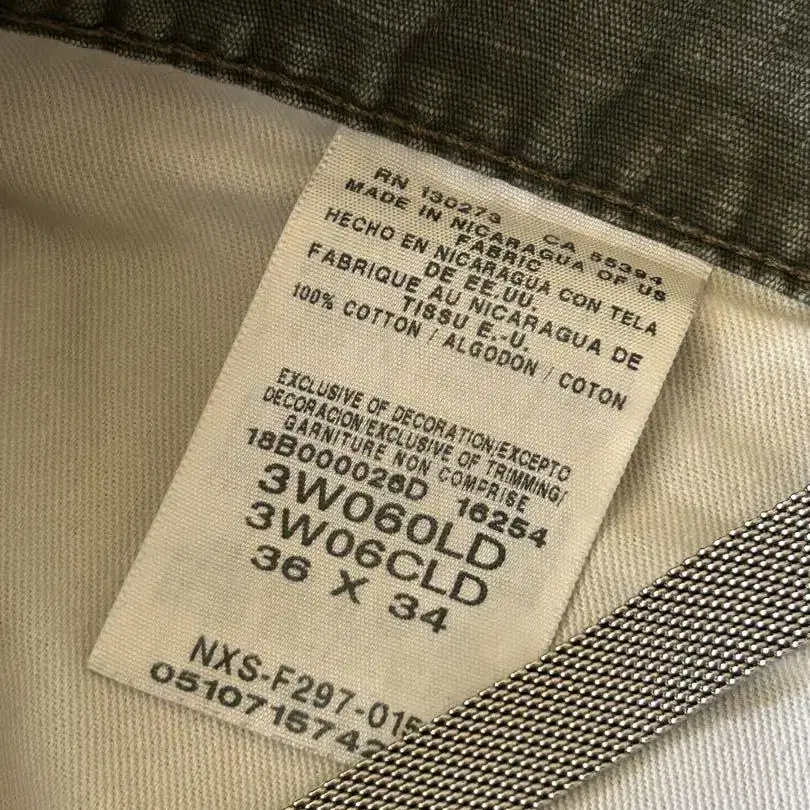 RN 130273 CA 55394
MADE IN NICARAGUA OF US
FABRIC
HECHO EN NICARAGUA CON TELA
DE EE.UU.
FABRIQUE AU NICARAGUA DE
TISSU E.-U.
100% COTTON / ALGODON / COTON
EXCLUSIVE OF DECORATION/EXCEPTO
DECORACION/EXCLUSIVE OF TRIMMING/
GARNITURE NON COMPRISE
18B000026D 16254
3W060LD
3W06CLD
36 X 34
NXS-F297-015
0510715742